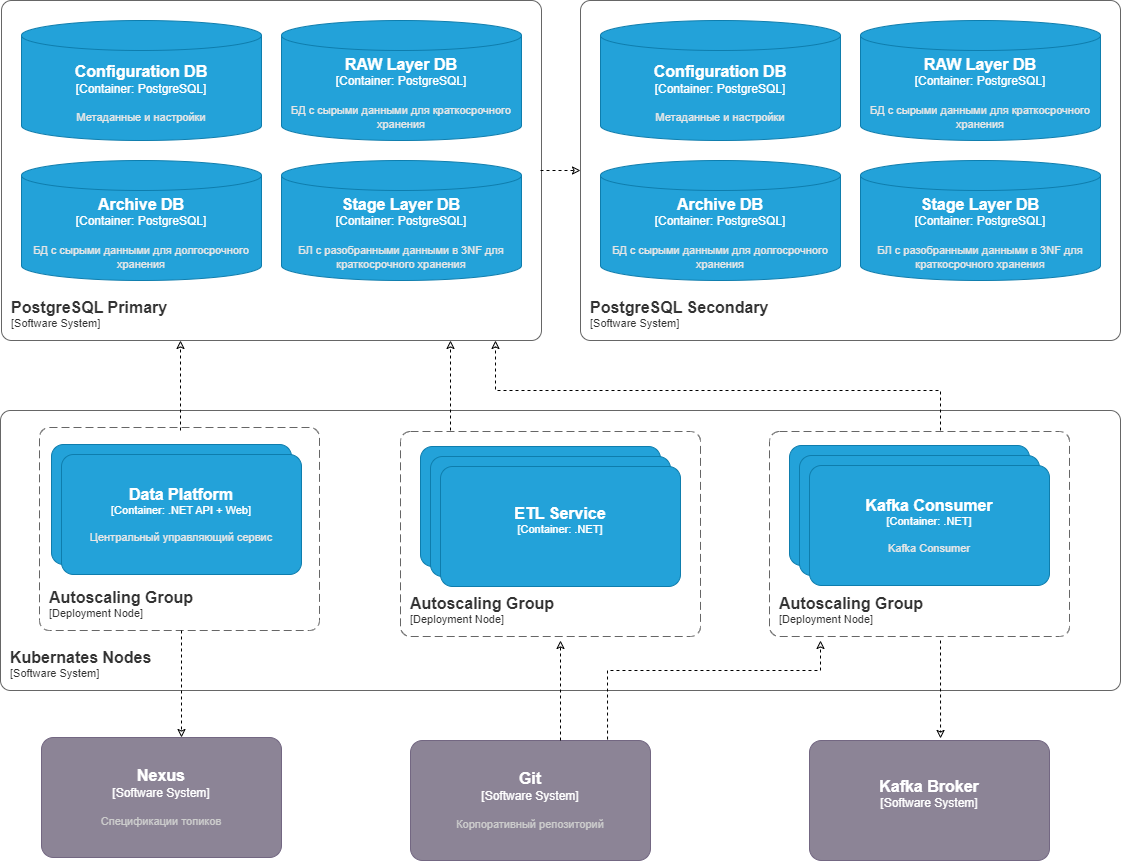 Configuration DB
[Container: PostgreSQL]
Метаданные и настройки
RAW Layer DB
[Container: PostgreSQL]
БД с сырыми данными для краткосрочного
хранения
Archive DB
[Container: PostgreSQL]
БД с сырыми данными для долгосрочного
хранения
Stage Layer DB
[Container: PostgreSQL]
БЛ с разобранными данными в 3NF для
краткосрочного хранения
PostgreSQL Primary
[Software System]
Configuration DB
[Container: PostgreSQL]
Метаданные и настройки
RAW Layer DB
[Container: PostgreSQL]
БД с сырыми данными для краткосрочного
хранения
Archive DB
[Container: PostgreSQL]
БД с сырыми данными для долгосрочного
хранения
Stage Layer DB
[Container: PostgreSQL]
БЛ с разобранными данными в 3NF для
краткосрочного хранения
PostgreSQL Secondary
[Software System]
Data Platform
[Container: .NET API + Web]
Центральный управляющий сервис
Autoscaling Group
[Deployment Node]
ETL Service
[Container: .NET]
Autoscaling Group
[Deployment Node]
Kafka Consumer
[Container: .NET]
Kafka Consumer
Autoscaling Group
[Deployment Node]
Kubernates Nodes
[Software System]
Nexus
[Software System]
Спецификации топиков
Git
[Software System]
Корпоративный репозиторий
Kafka Broker
[Software System]